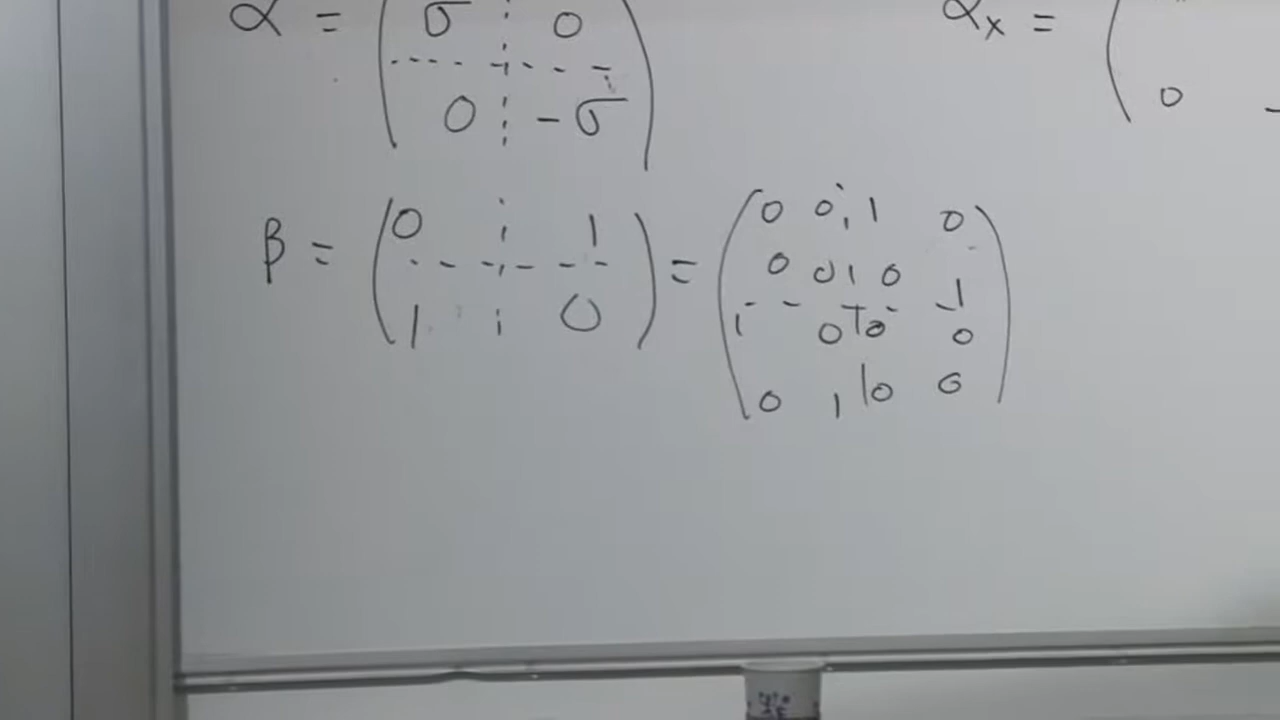 α = ( σ 0
0 -σ )
αx = (
0 -
β = ( 0 1
1 0 ) = ( 0 0 1 0
0 0 0 1
1 0 0 0
0 1 0 0 )